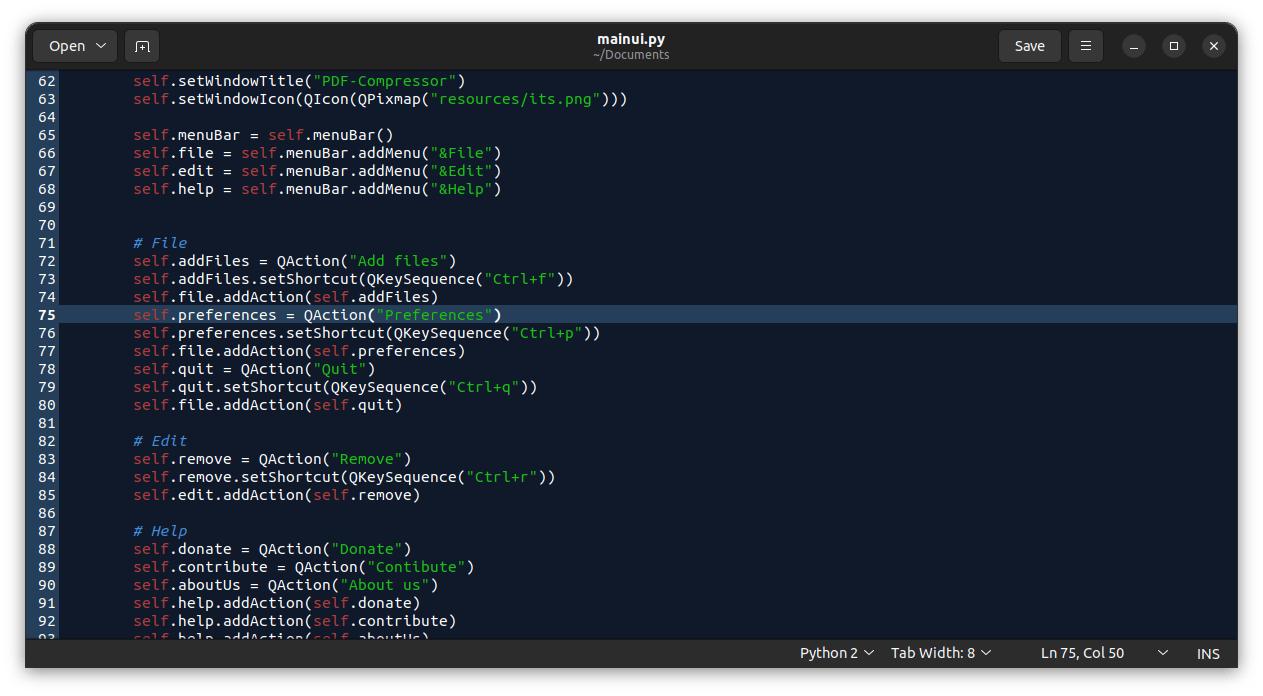 Open
mainui.py
~/Documents
Save
62 self.setWindowTitle("PDF-Compressor")
63 self.setWindowIcon(QIcon(QPixmap("resources/its.png")))
64
65 self.menuBar = self.menuBar()
66 self.file = self.menuBar.addMenu("&File")
67 self.edit = self.menuBar.addMenu("&Edit")
68 self.help = self.menuBar.addMenu("&Help")
69
70
71 # File
72 self.addFiles = QAction("Add files")
73 self.addFiles.setShortcut(QKeySequence("Ctrl+f"))
74 self.file.addAction(self.addFiles)
75 self.preferences = QAction("Preferences")
76 self.preferences.setShortcut(QKeySequence("Ctrl+p"))
77 self.file.addAction(self.preferences)
78 self.quit = QAction("Quit")
79 self.quit.setShortcut(QKeySequence("Ctrl+q"))
80 self.file.addAction(self.quit)
81
82 # Edit
83 self.remove = QAction("Remove")
84 self.remove.setShortcut(QKeySequence("Ctrl+r"))
85 self.edit.addAction(self.remove)
86
87 # Help
88 self.donate = QAction("Donate")
89 self.contribute = QAction("Contibute")
90 self.aboutUs = QAction("About us")
91 self.help.addAction(self.donate)
92 self.help.addAction(self.contribute)
93 self.help.addAction(self.aboutUs)
Python 2 Tab Width: 8 Ln 75, Col 50 INS